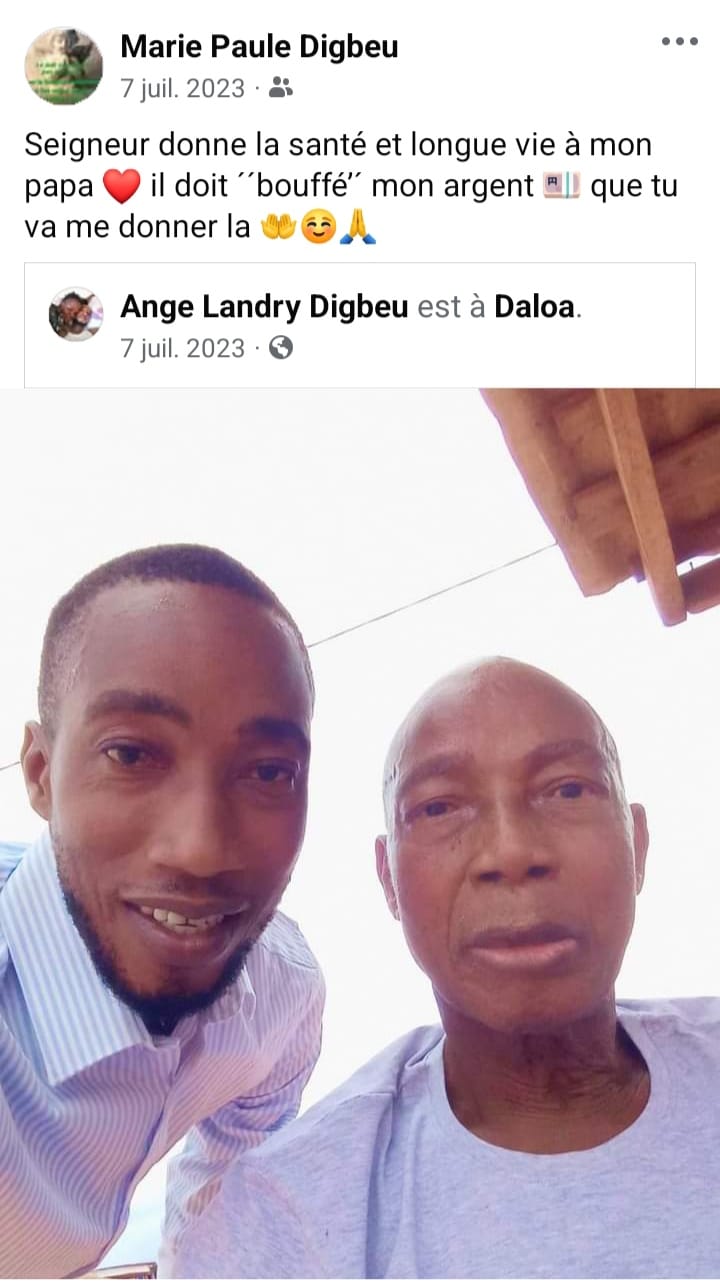 Marie Paule Digbeu
7 juil. 2023 ·
Seigneur donne la santé et longue vie à mon
papa ❤️ il doit ´´bouffé´´ mon argent 💴 que tu
va me donner la 🤲☺️🙏
Ange Landry Digbeu est à Daloa.
7 juil. 2023 ·